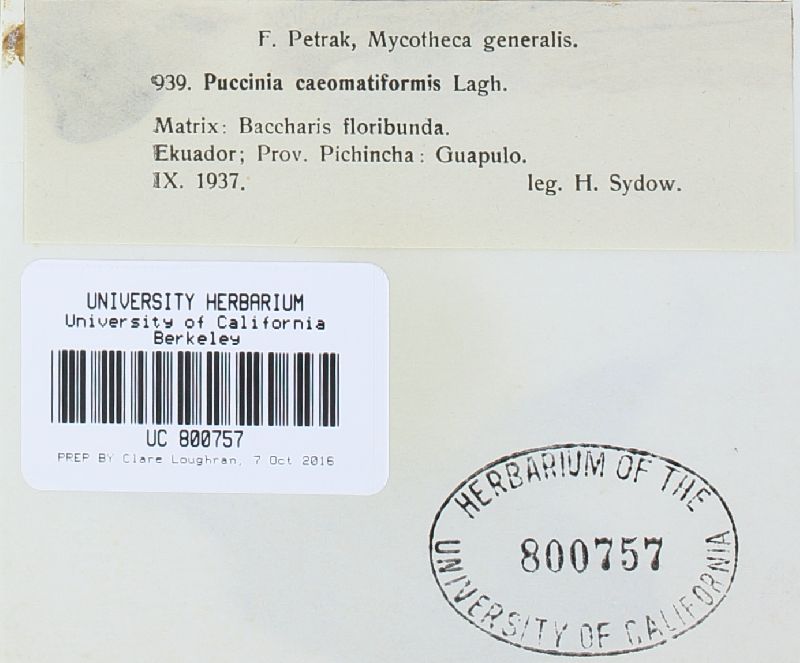 F. Petrak, Mycotheca generalis.
939. Puccinia caeomatiformis Lagh.
Matrix: Baccharis floribunda.
Ekuador; Prov. Pichincha: Guapulo.
IX. 1937. leg. H. Sydow.
UNIVERSITY HERBARIUM
University of California
Berkeley
UC 800757
PREP BY Clare Loughran, 7 Oct 2016
HERBARIUM OF THE
800757
UNIVERSITY OF CALIFORNIA